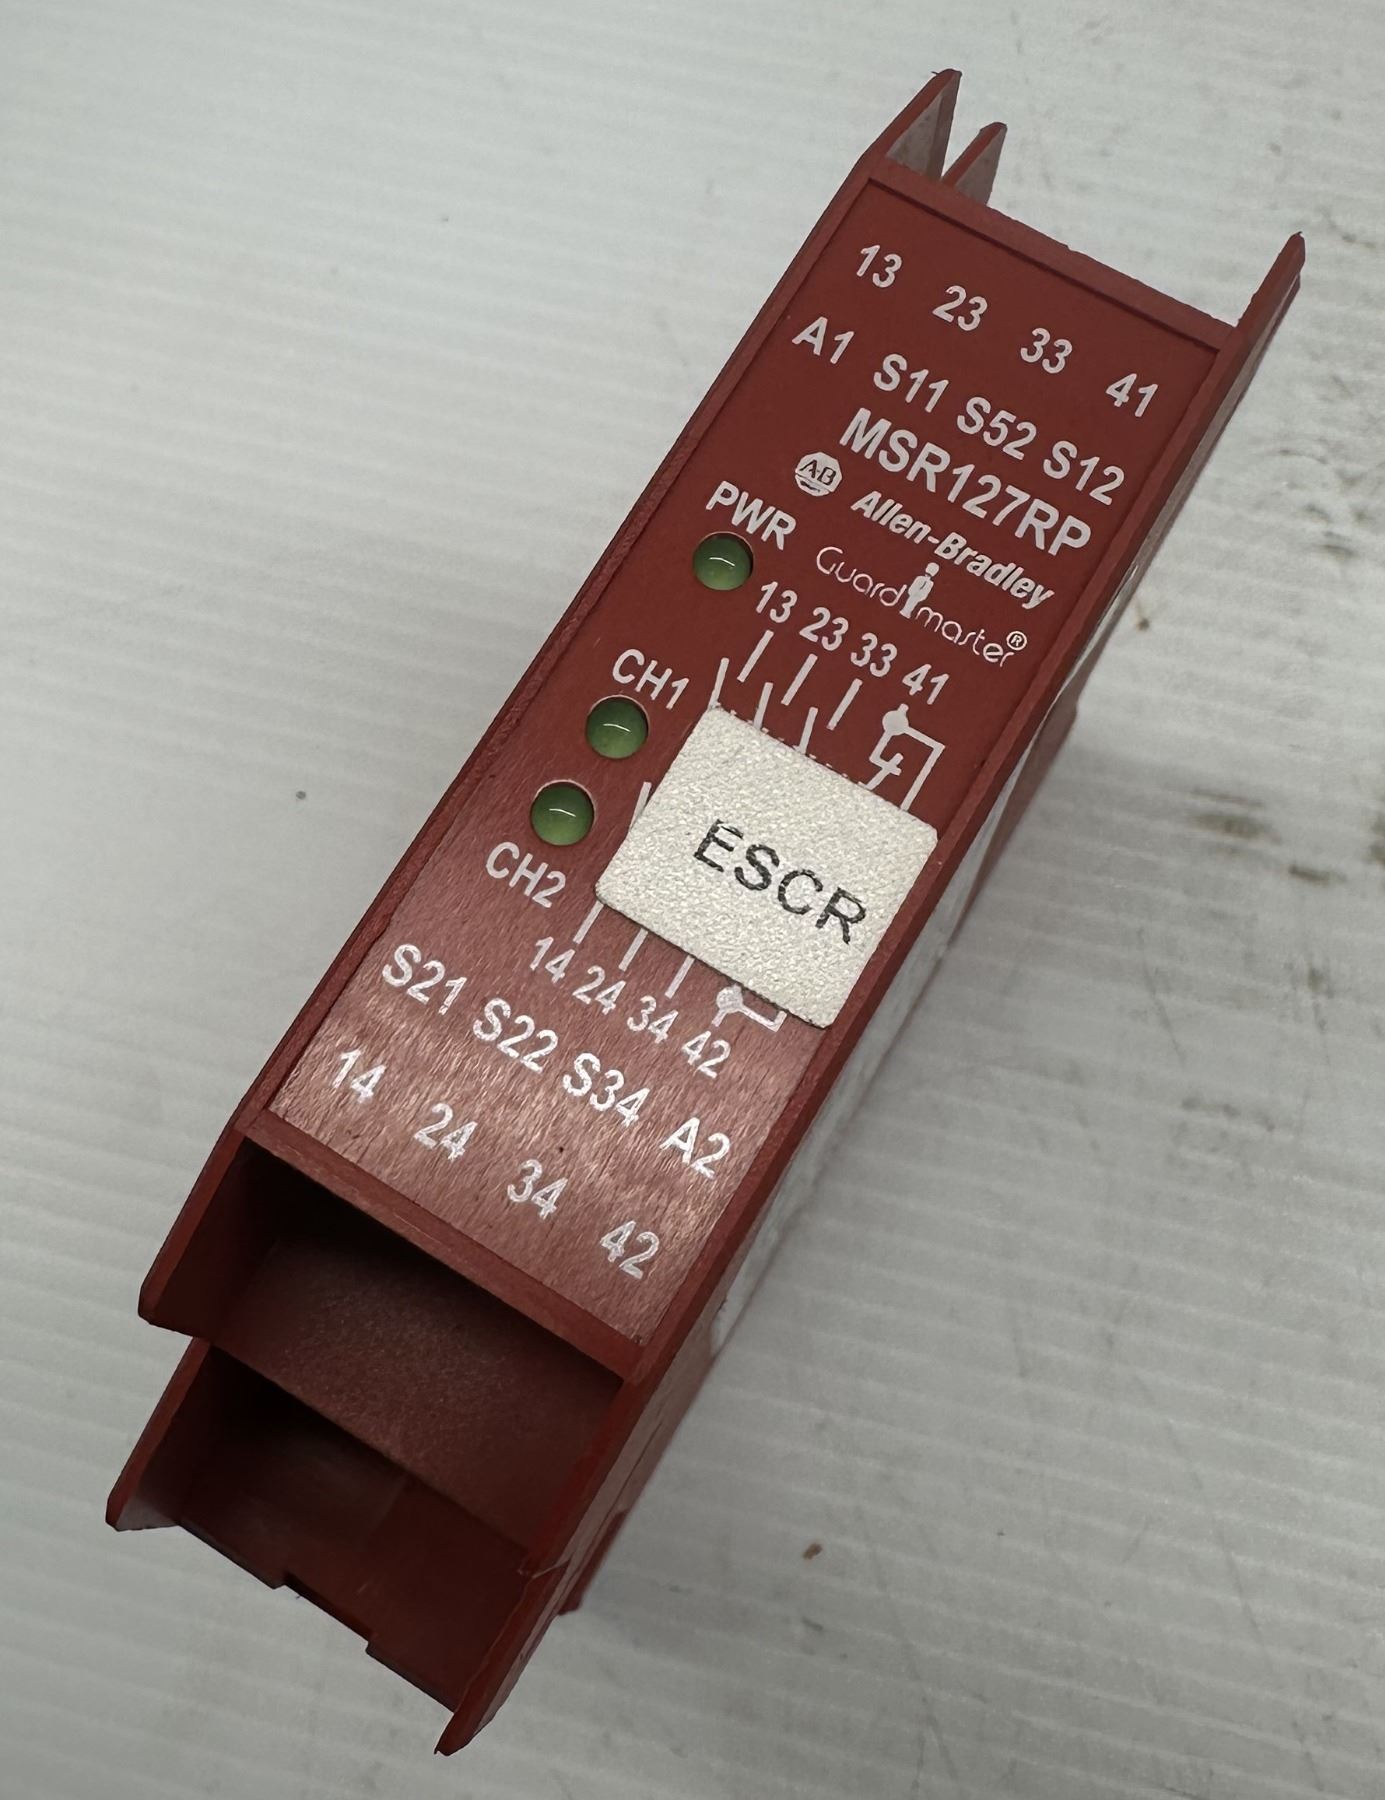 13 23 33 41
A1 S11 S52 S12
MSR127RP
A-B Allen-Bradley
PWR
Guardmaster®
13 23 33 41
CH1
ESCR
CH2
14 24 34 42
S21 S22 S34 A2
14 24 34 42